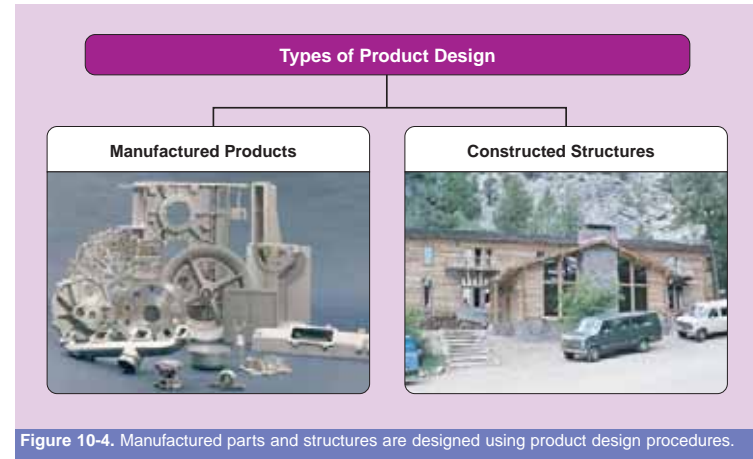 Types of Product Design
Manufactured Products
Constructed Structures
Figure 10-4. Manufactured parts and structures are designed using product design procedures.